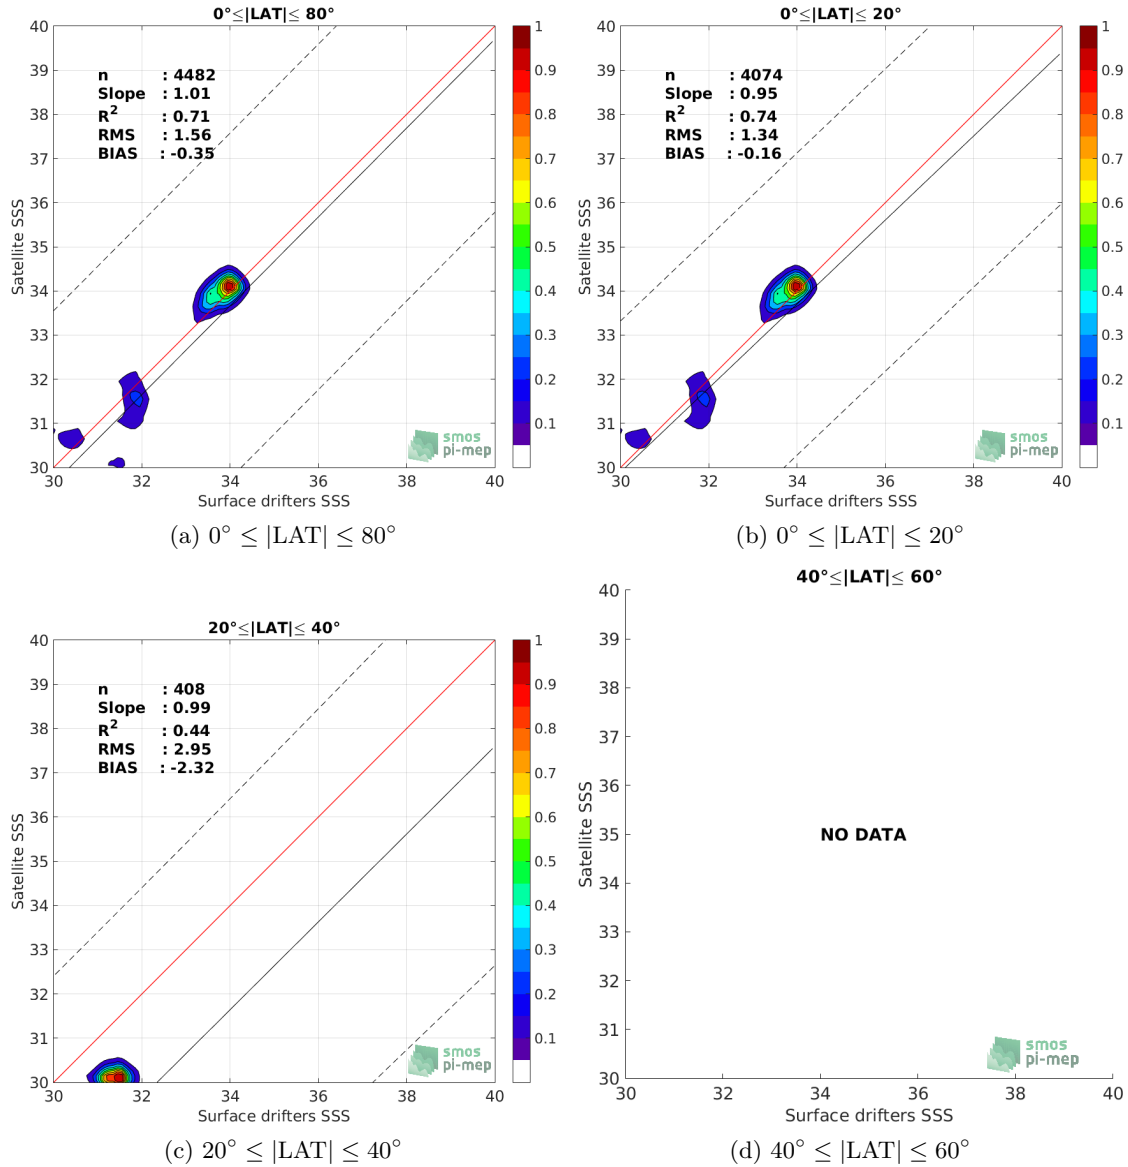 0°≤|LAT|≤ 80°
40
39
38
37
36
35
34
33
32
31
30
Satellite SSS
n : 4482
Slope : 1.01
R² : 0.71
RMS : 1.56
BIAS : -0.35
smos
pi-mep
30 32 34 36 38 40
Surface drifters SSS
1
0.9
0.8
0.7
0.6
0.5
0.4
0.3
0.2
0.1
(a) 0° ≤ |LAT| ≤ 80°
0°≤|LAT|≤ 20°
40
39
38
37
36
35
34
33
32
31
30
Satellite SSS
n : 4074
Slope : 0.95
R² : 0.74
RMS : 1.34
BIAS : -0.16
smos
pi-mep
30 32 34 36 38 40
Surface drifters SSS
1
0.9
0.8
0.7
0.6
0.5
0.4
0.3
0.2
0.1
(b) 0° ≤ |LAT| ≤ 20°
20°≤|LAT|≤ 40°
40
39
38
37
36
35
34
33
32
31
30
Satellite SSS
n : 408
Slope : 0.99
R² : 0.44
RMS : 2.95
BIAS : -2.32
smos
pi-mep
30 32 34 36 38 40
Surface drifters SSS
1
0.9
0.8
0.7
0.6
0.5
0.4
0.3
0.2
0.1
(c) 20° ≤ |LAT| ≤ 40°
40°≤|LAT|≤ 60°
40
39
38
37
36
35
34
33
32
31
30
Satellite SSS
NO DATA
smos
pi-mep
30 32 34 36 38 40
Surface drifters SSS
(d) 40° ≤ |LAT| ≤ 60°